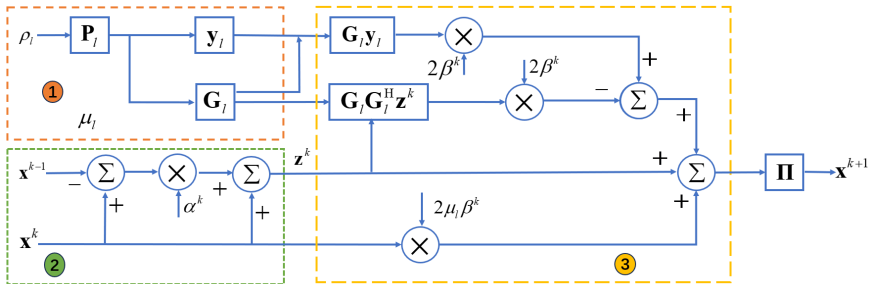 ρ_l
P_l
y_l
G_l y_l
×
2β^k
+
G_l
G_l G_l^H z^k
2β^k
×
−
Σ
+
1
μ_l
x^{k-1}
−
Σ
×
+
Σ
z^k
+
Σ
Π
x^{k+1}
+
α^k
+
2μ_l β^k
+
x^k
×
2
3